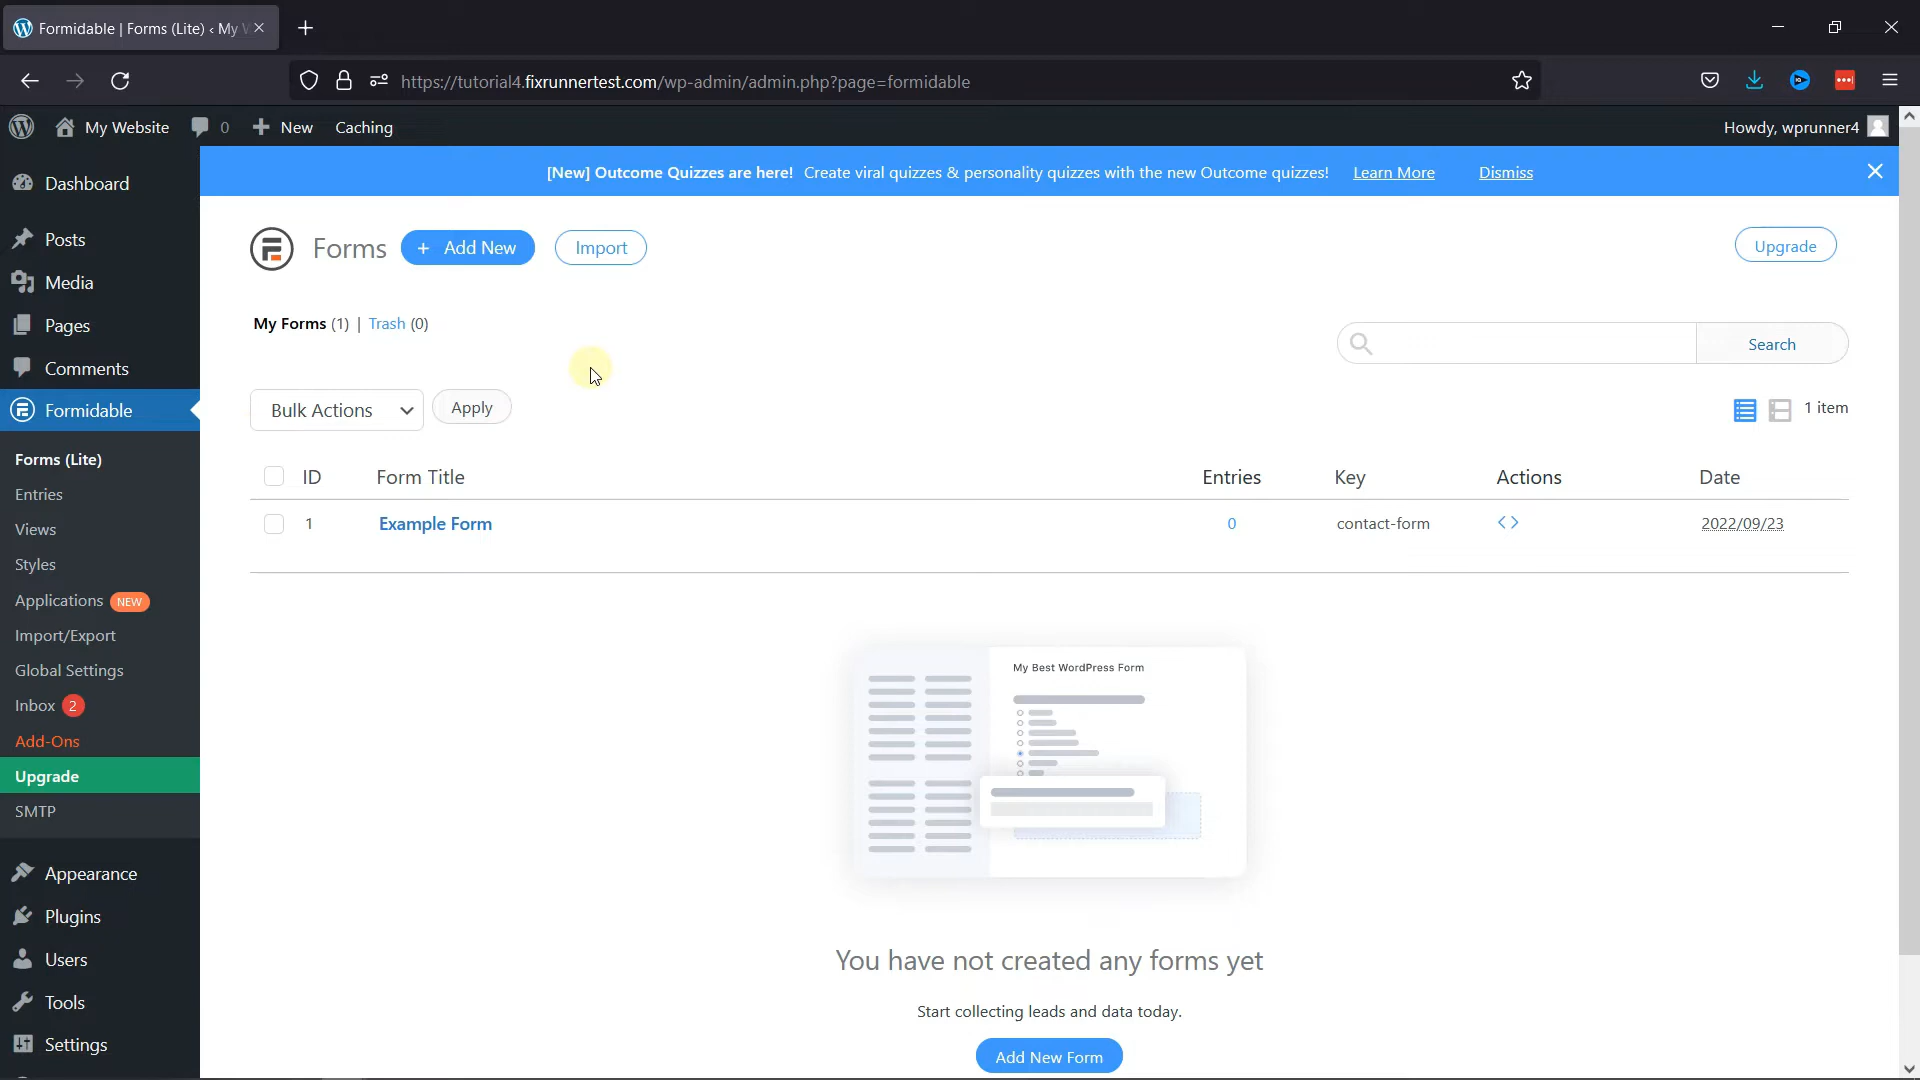 Formidable | Forms (Lite) ‹ My W
https://tutorial4.fixrunnertest.com/wp-admin/admin.php?page=formidable
My Website
0
New
Caching
Howdy, wprunner4
[New] Outcome Quizzes are here! Create viral quizzes & personality quizzes with the new Outcome quizzes! Learn More Dismiss
Dashboard
Posts
Media
Pages
Comments
Formidable
Forms (Lite)
Entries
Views
Styles
Applications NEW
Import/Export
Global Settings
Inbox 2
Add-Ons
Upgrade
SMTP
Appearance
Plugins
Users
Tools
Settings
Forms
+ Add New
Import
Upgrade
My Forms (1) | Trash (0)
Search
Bulk Actions
Apply
1 item
ID Form Title Entries Key Actions Date
1 Example Form 0 contact-form <> 2022/09/23
My Best WordPress Form
You have not created any forms yet
Start collecting leads and data today.
Add New Form